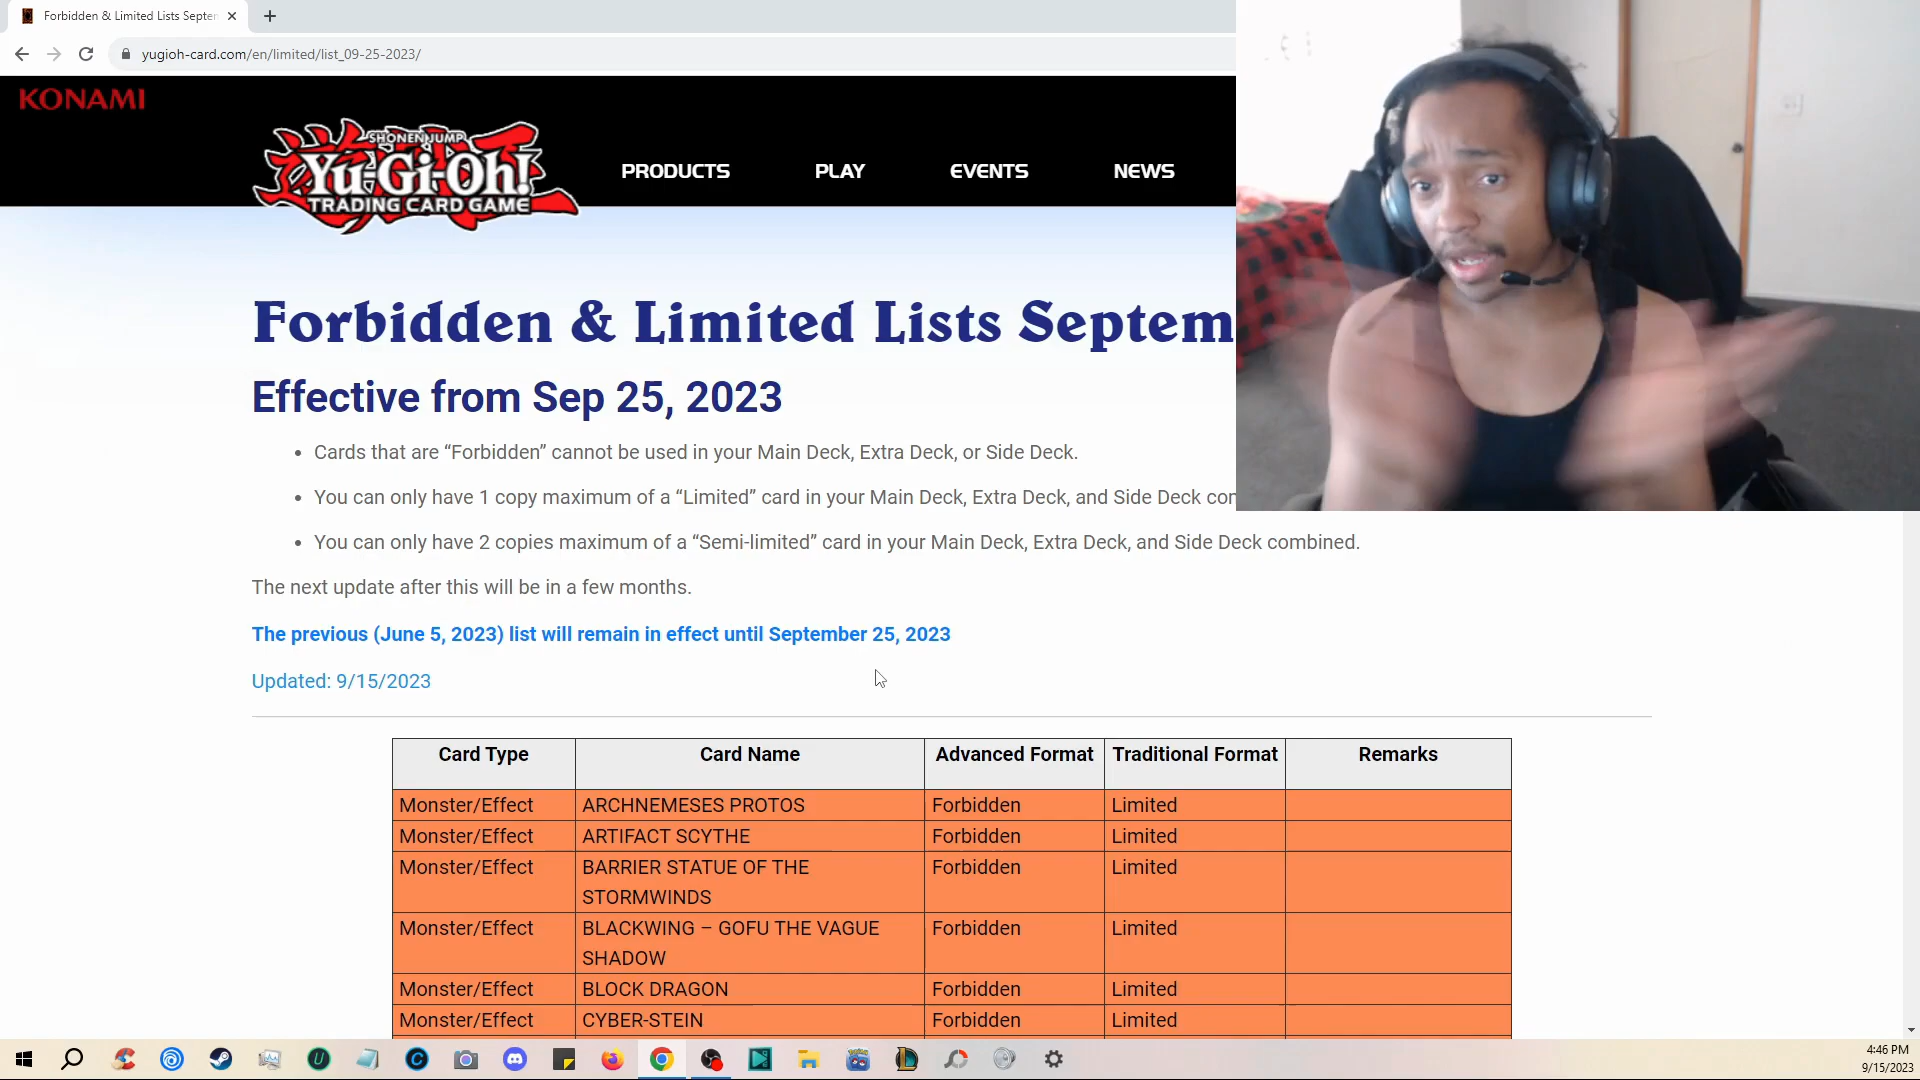 Forbidden & Limited Lists Septem
yugioh-card.com/en/limited/list_09-25-2023/
KONAMI
SHONEN JUMP
Yu-Gi-Oh!
TRADING CARD GAME
PRODUCTS PLAY EVENTS NEWS
Forbidden & Limited Lists Septem
Effective from Sep 25, 2023
• Cards that are “Forbidden” cannot be used in your Main Deck, Extra Deck, or Side Deck.
• You can only have 1 copy maximum of a “Limited” card in your Main Deck, Extra Deck, and Side Deck com
• You can only have 2 copies maximum of a “Semi-limited” card in your Main Deck, Extra Deck, and Side Deck combined.
The next update after this will be in a few months.
The previous (June 5, 2023) list will remain in effect until September 25, 2023
Updated: 9/15/2023
Card Type Card Name Advanced Format Traditional Format Remarks
Monster/Effect ARCHNEMESES PROTOS Forbidden Limited
Monster/Effect ARTIFACT SCYTHE Forbidden Limited
Monster/Effect BARRIER STATUE OF THE Forbidden Limited
STORMWINDS
Monster/Effect BLACKWING – GOFU THE VAGUE Forbidden Limited
SHADOW
Monster/Effect BLOCK DRAGON Forbidden Limited
Monster/Effect CYBER-STEIN Forbidden Limited
4:46 PM
9/15/2023